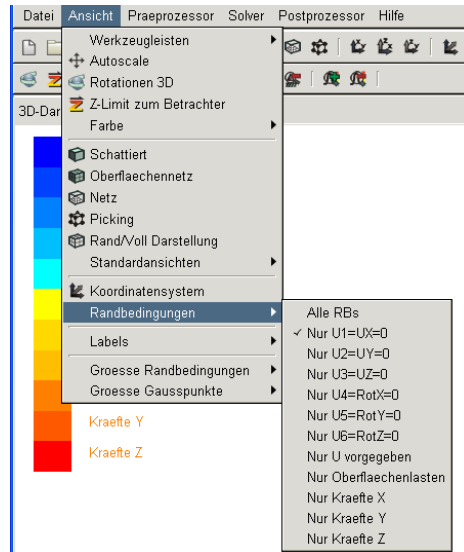 Datei Ansicht Praeprozessor Solver Postprozessor Hilfe
Werkzeugleisten
Autoscale
Rotationen 3D
Z-Limit zum Betrachter
Farbe
3D-Dar
Schattiert
Oberflaechennetz
Netz
Picking
Rand/Voll Darstellung
Standardansichten
Koordinatensystem
Randbedingungen
Labels
Groesse Randbedingungen
Groesse Gausspunkte
Alle RBs
Nur U1=UX=0
Nur U2=UY=0
Nur U3=UZ=0
Nur U4=RotX=0
Nur U5=RotY=0
Nur U6=RotZ=0
Nur U vorgegeben
Nur Oberflaechenlasten
Nur Kraefte X
Nur Kraefte Y
Nur Kraefte Z
Kraefte Y
Kraefte Z